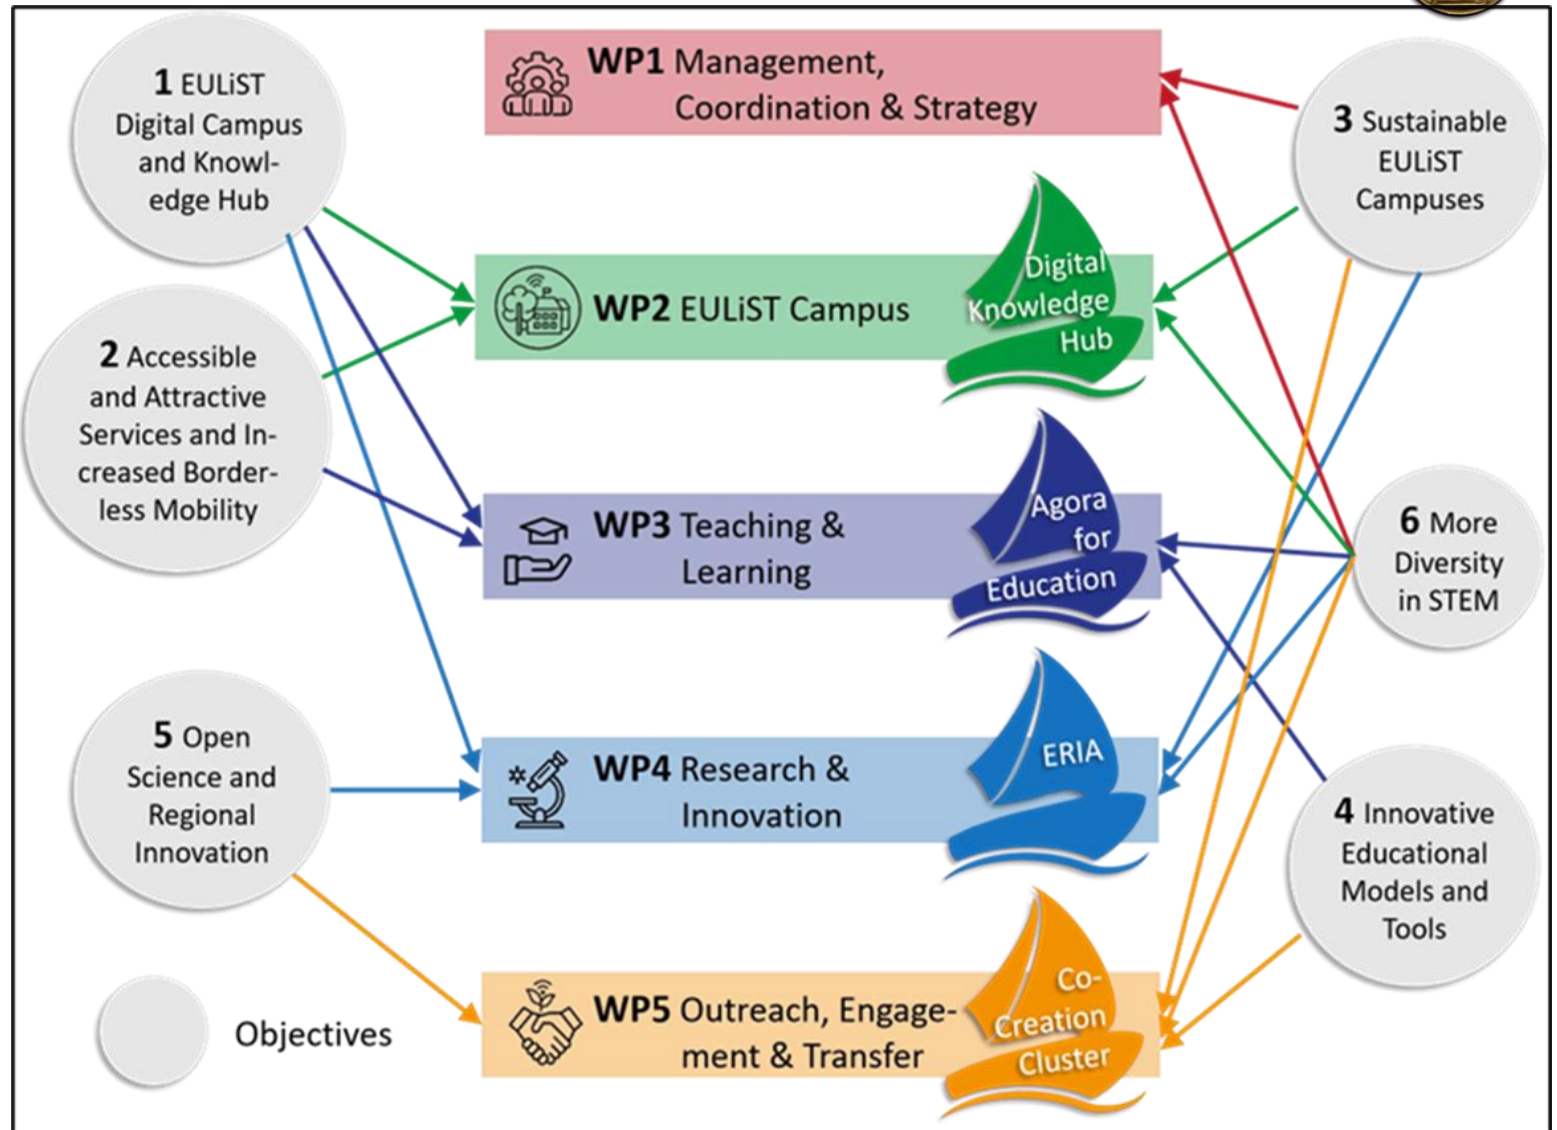 1 EULiST
Digital Campus
and Knowl-
edge Hub
2 Accessible
and Attractive
Services and In-
creased Border-
less Mobility
5 Open
Science and
Regional
Innovation
Objectives
WP1 Management,
Coordination & Strategy
WP2 EULiST Campus
Digital
Knowledge
Hub
WP3 Teaching &
Learning
Agora
for
Education
WP4 Research &
Innovation
ERIA
WP5 Outreach, Engage-
ment & Transfer
Co-
Creation
Cluster
3 Sustainable
EULiST
Campuses
6 More
Diversity
in STEM
4 Innovative
Educational
Models and
Tools